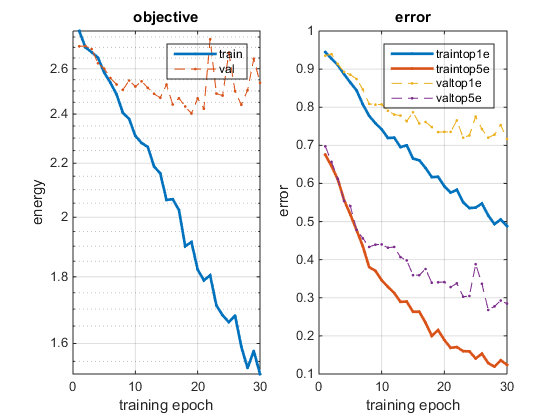 objective
train
val
2.6
2.4
2.2
2
1.8
1.6
energy
0
10
20
30
training epoch
error
traintop1e
traintop5e
valtop1e
valtop5e
1
0.9
0.8
0.7
0.6
0.5
0.4
0.3
0.2
0.1
error
0
10
20
30
training epoch